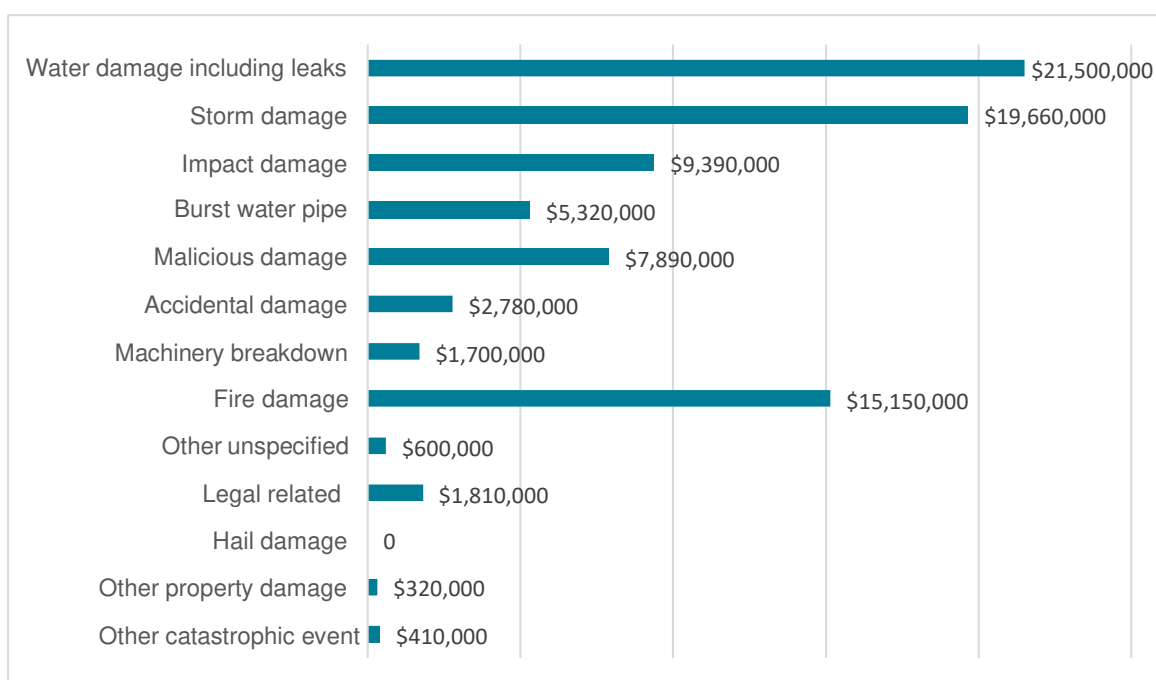 Water damage including leaks $21,500,000
Storm damage $19,660,000
Impact damage $9,390,000
Burst water pipe $5,320,000
Malicious damage $7,890,000
Accidental damage $2,780,000
Machinery breakdown $1,700,000
Fire damage $15,150,000
Other unspecified $600,000
Legal related $1,810,000
Hail damage 0
Other property damage $320,000
Other catastrophic event $410,000